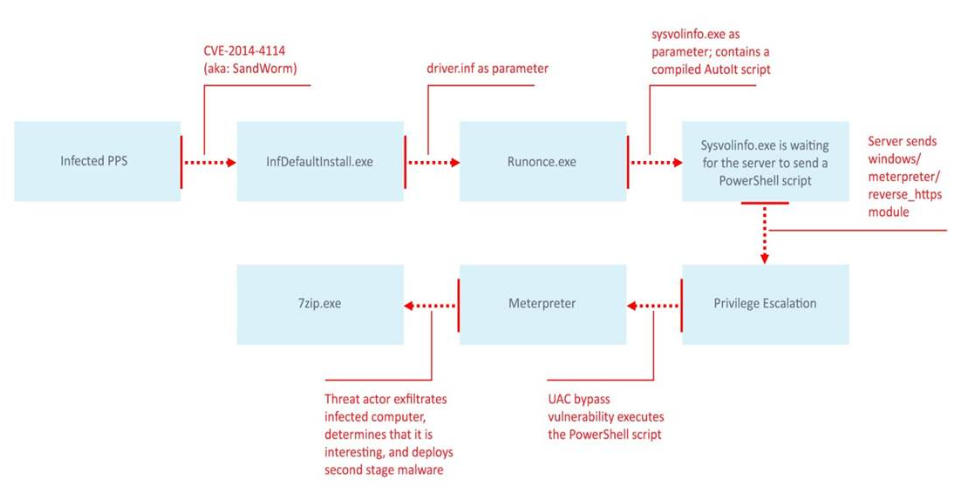 CVE-2014-4114
(aka: SandWorm)
driver.inf as parameter
sysvolinfo.exe as
parameter; contains a
compiled AutoIt script
Infected PPS
InfDefaultInstall.exe
Runonce.exe
Sysvolinfo.exe is waiting
for the server to send a
PowerShell script
Server sends
windows/
meterpreter/
reverse_https
module
7zip.exe
Meterpreter
Privilege Escalation
Threat actor exfiltrates
infected computer,
determines that it is
interesting, and deploys
second stage malware
UAC bypass
vulnerability executes
the PowerShell script